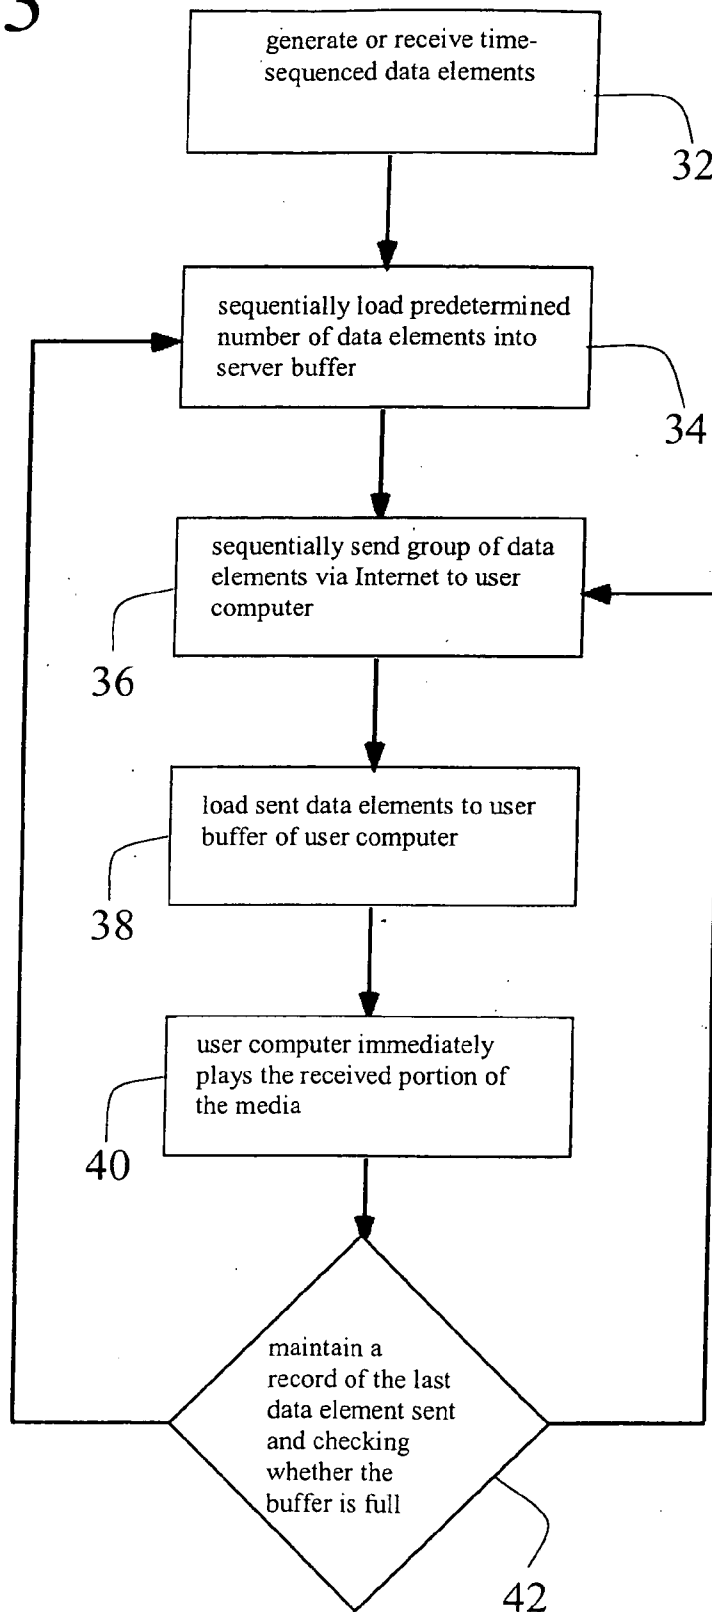 3
generate or receive time-
sequenced data elements
32
sequentially load predetermined
number of data elements into
server buffer
34
sequentially send group of data
elements via Internet to user
computer
36
load sent data elements to user
buffer of user computer
38
user computer immediately
plays the received portion of
the media
40
maintain a
record of the last
data element sent
and checking
whether the
buffer is full
42